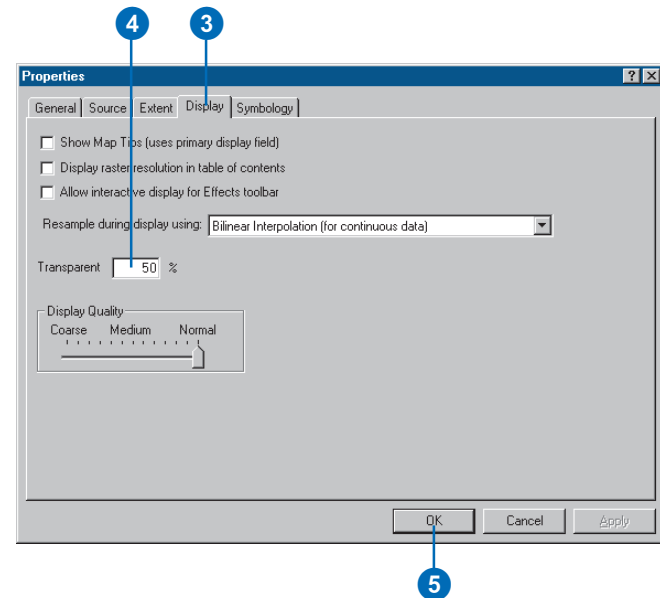 4 3
Properties ? X
General Source Extent Display Symbology
Show Map Tips (uses primary display field)
Display raster resolution in table of contents
Allow interactive display for Effects toolbar
Resample during display using: Bilinear Interpolation (for continuous data)
Transparent 50 %
Display Quality
Coarse Medium Normal
OK Cancel Apply
5